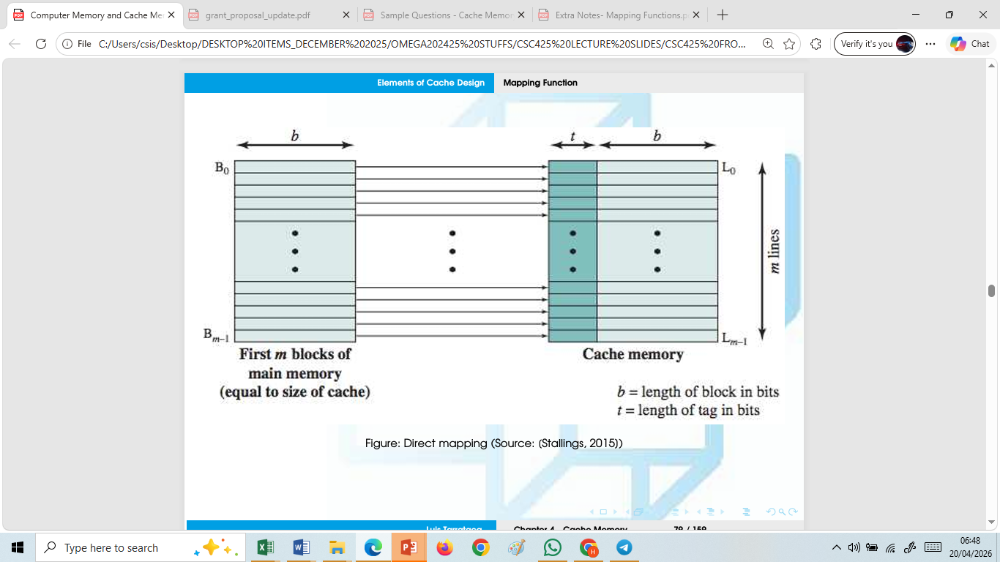 Computer Memory and Cache Me
grant_proposal_update.pdf
Sample Questions - Cache Memor
Extra Notes- Mapping Functions.p
File C:/Users/csis/Desktop/DESKTOP%20ITEMS_DECEMBER%202025/OMEGA202425%20STUFFS/CSC425%20LECTURE%20SLIDES/CSC425%20FRO...
Verify it's you
Chat
Elements of Cache Design Mapping Function
b t b
B0 L0
m lines
Bm–1 Lm–1
First m blocks of
main memory
(equal to size of cache)
Cache memory
b = length of block in bits
t = length of tag in bits
Figure: Direct mapping (Source: [Stallings, 2015])
Luis Tarrataca Chapter 4 - Cache Memory 79 / 159
Type here to search
06:48
20/04/2026